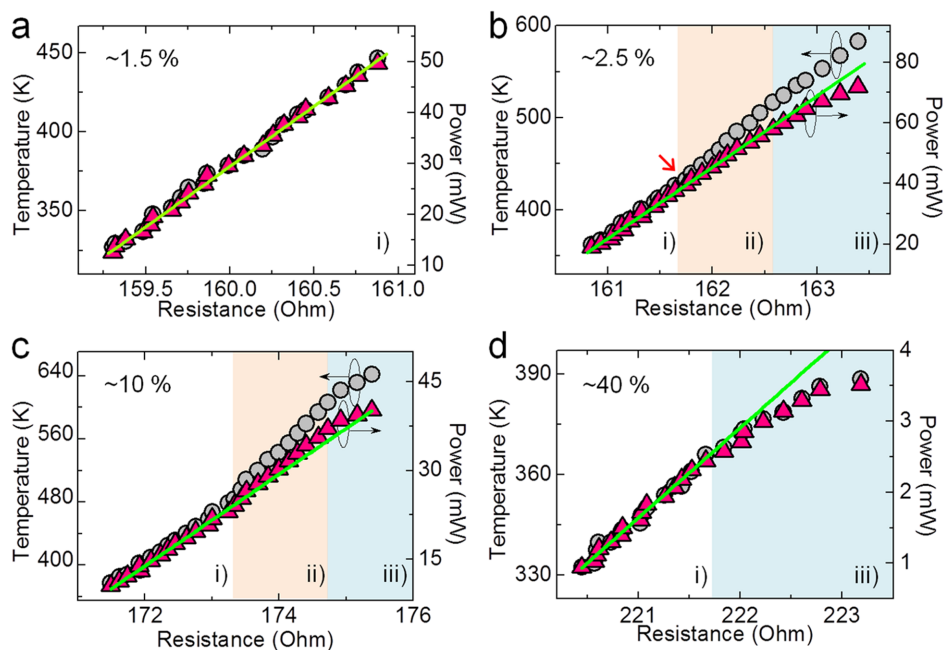 a
~1.5 %
i)
450
400
350
Temperature (K)
159.5
160.0
160.5
161.0
Resistance (Ohm)
50
40
30
20
10
Power (mW)
b
~2.5 %
i)
ii)
iii)
600
500
400
Temperature (K)
161
162
163
Resistance (Ohm)
80
60
40
20
Power (mW)
c
~10 %
i)
ii)
iii)
640
560
480
400
Temperature (K)
172
174
176
Resistance (Ohm)
45
30
15
Power (mW)
d
~40 %
i)
iii)
390
360
330
Temperature (K)
221
222
223
Resistance (Ohm)
4
3
2
1
Power (mW)